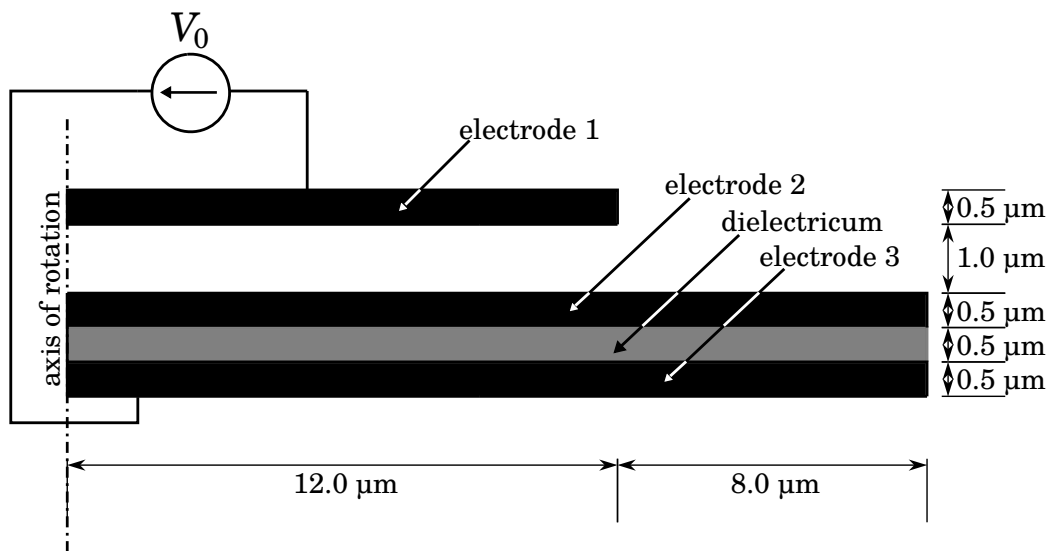 V0
electrode 1
electrode 2
dielectricum
electrode 3
axis of rotation
0.5 µm
1.0 µm
0.5 µm
0.5 µm
0.5 µm
12.0 µm
8.0 µm